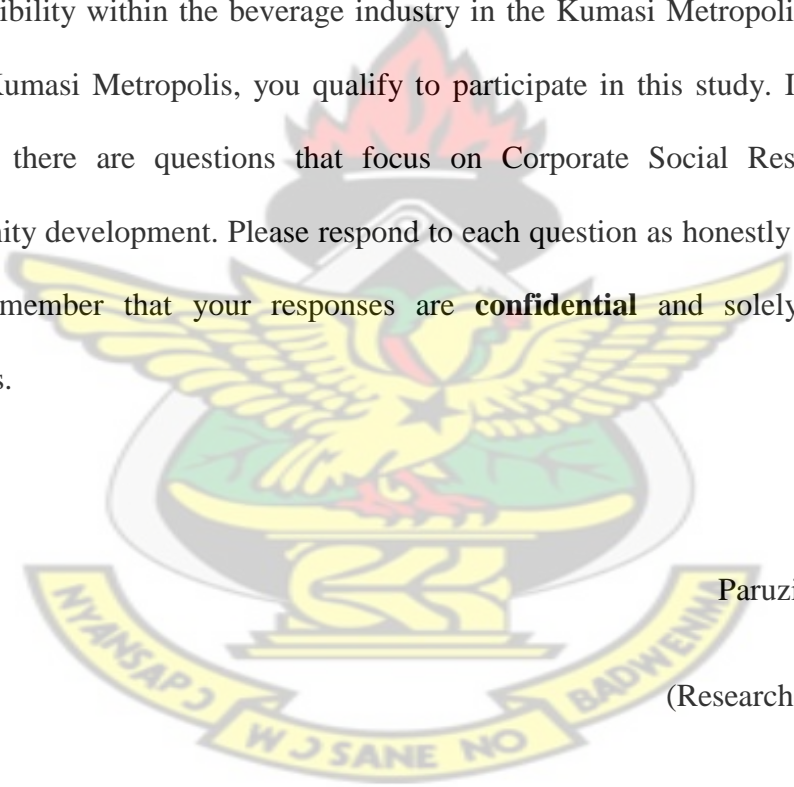 ibility within the beverage industry in the Kumasi Metropoli
Kumasi Metropolis, you qualify to participate in this study. I
there are questions that focus on Corporate Social Res
ity development. Please respond to each question as honestly
member that your responses are confidential and solely
s.
Paruzi
(Research
NYANSAPƆ
WƆSANE NO
BADWENMA